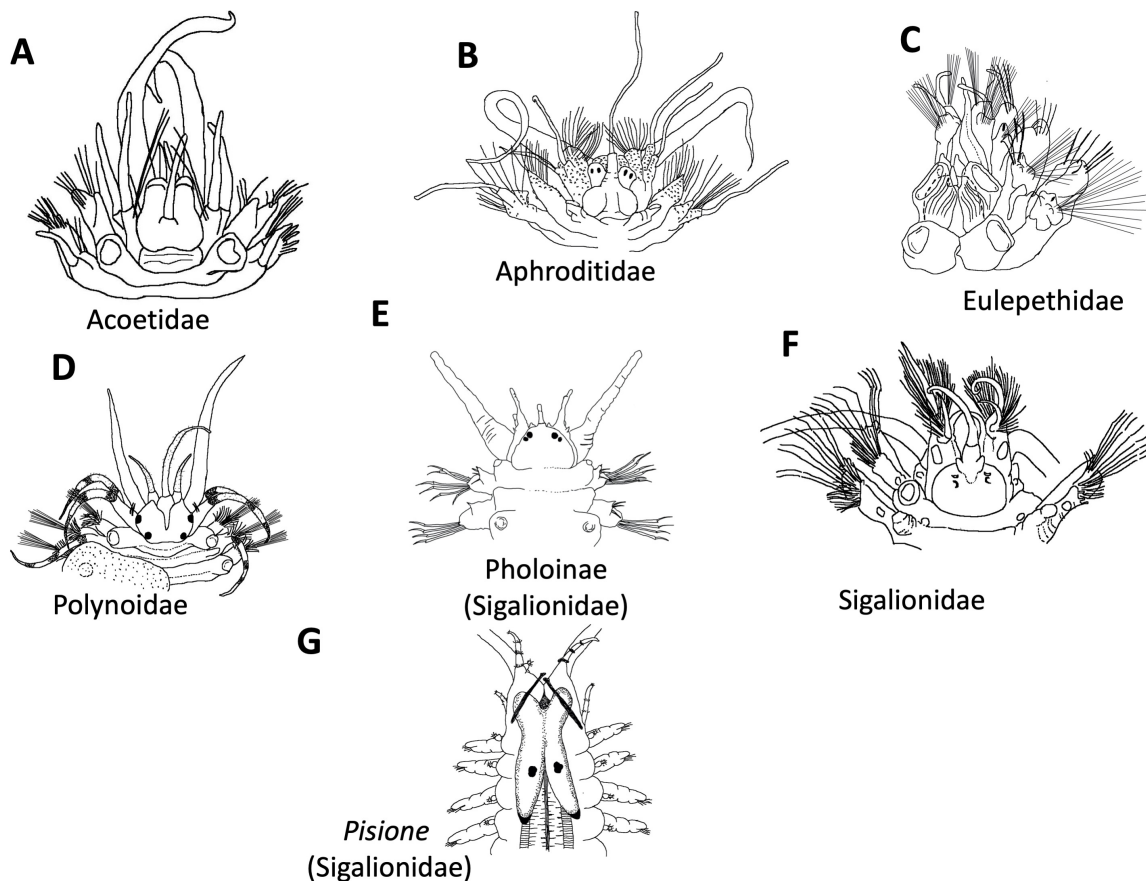 A
Acoetidae
B
Aphroditidae
C
Eulepethidae
D
Polynoidae
E
Pholoinae
(Sigalionidae)
F
Sigalionidae
G
Pisione
(Sigalionidae)